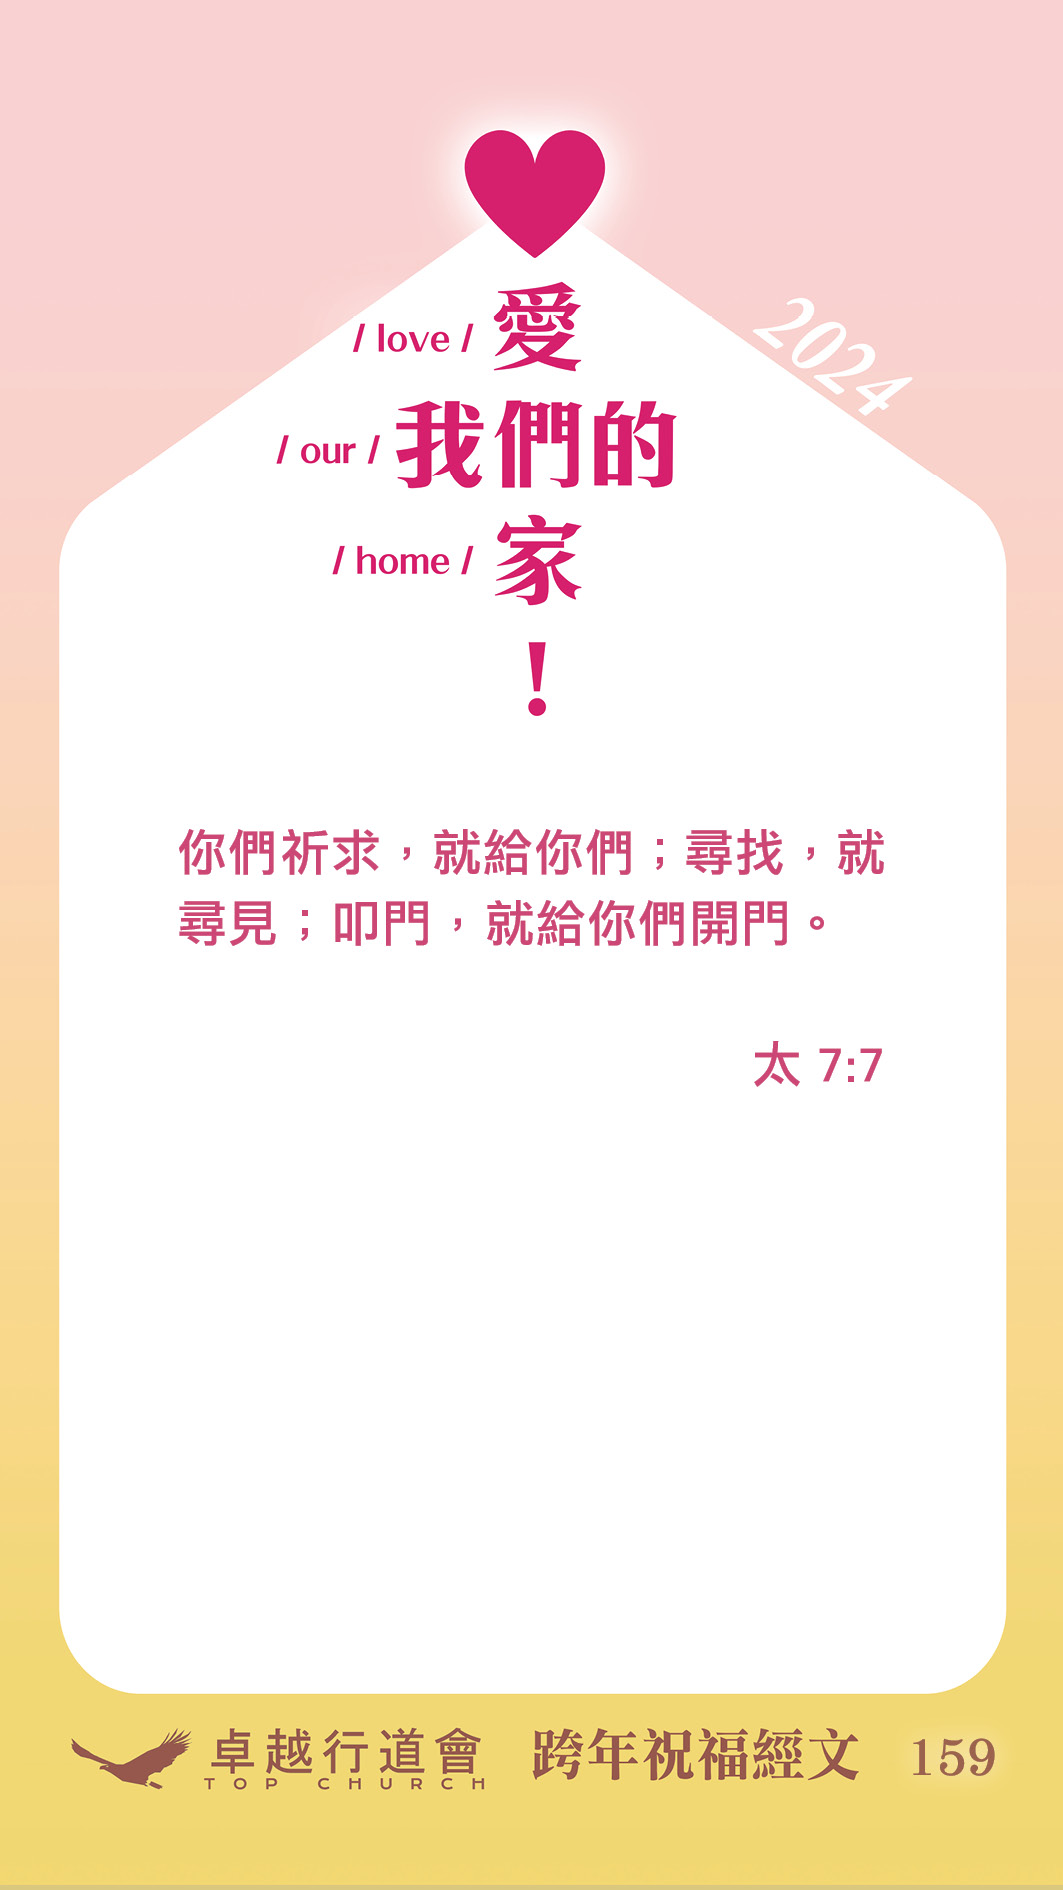 / love / 愛
2024
/ our / 我們的
/ home / 家
！
你們祈求，就給你們；尋找，就
尋見；叩門，就給你們開門。
太 7:7
卓越行道會 跨年祝福經文 159
TOP CHURCH